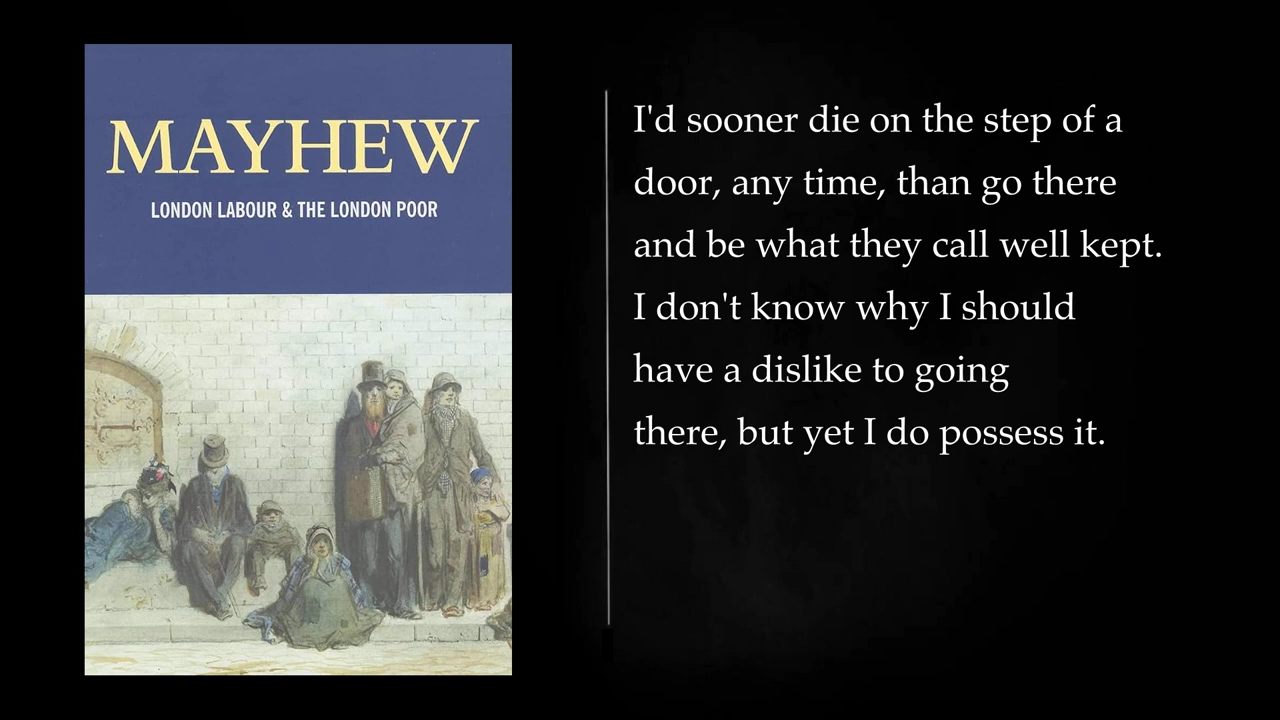 MAYHEW
LONDON LABOUR & THE LONDON POOR
I'd sooner die on the step of a
door, any time, than go there
and be what they call well kept.
I don't know why I should
have a dislike to going
there, but yet I do possess it.